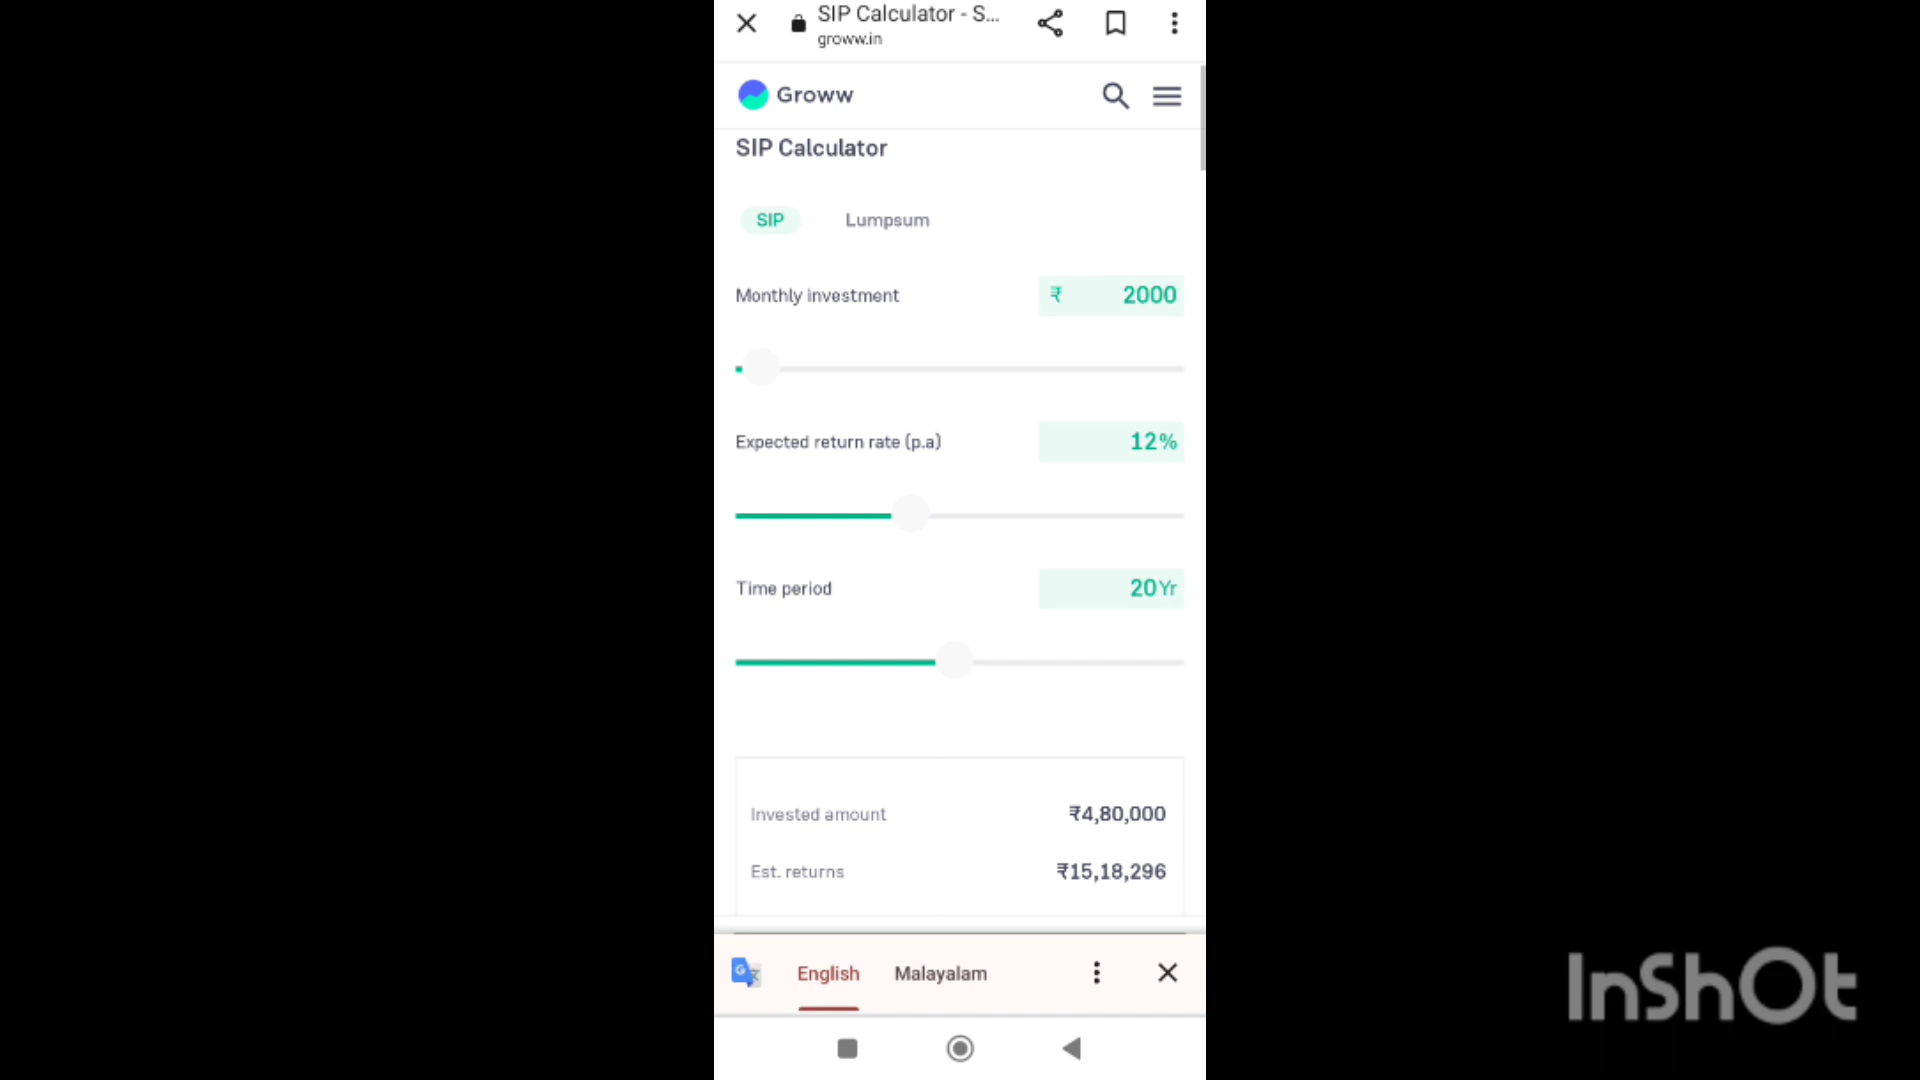 SIP Calculator - S...
groww.in
Groww
SIP Calculator
SIP Lumpsum
Monthly investment ₹ 2000
Expected return rate (p.a) 12%
Time period 20Yr
Invested amount ₹4,80,000
Est. returns ₹15,18,296
English Malayalam
InShOt